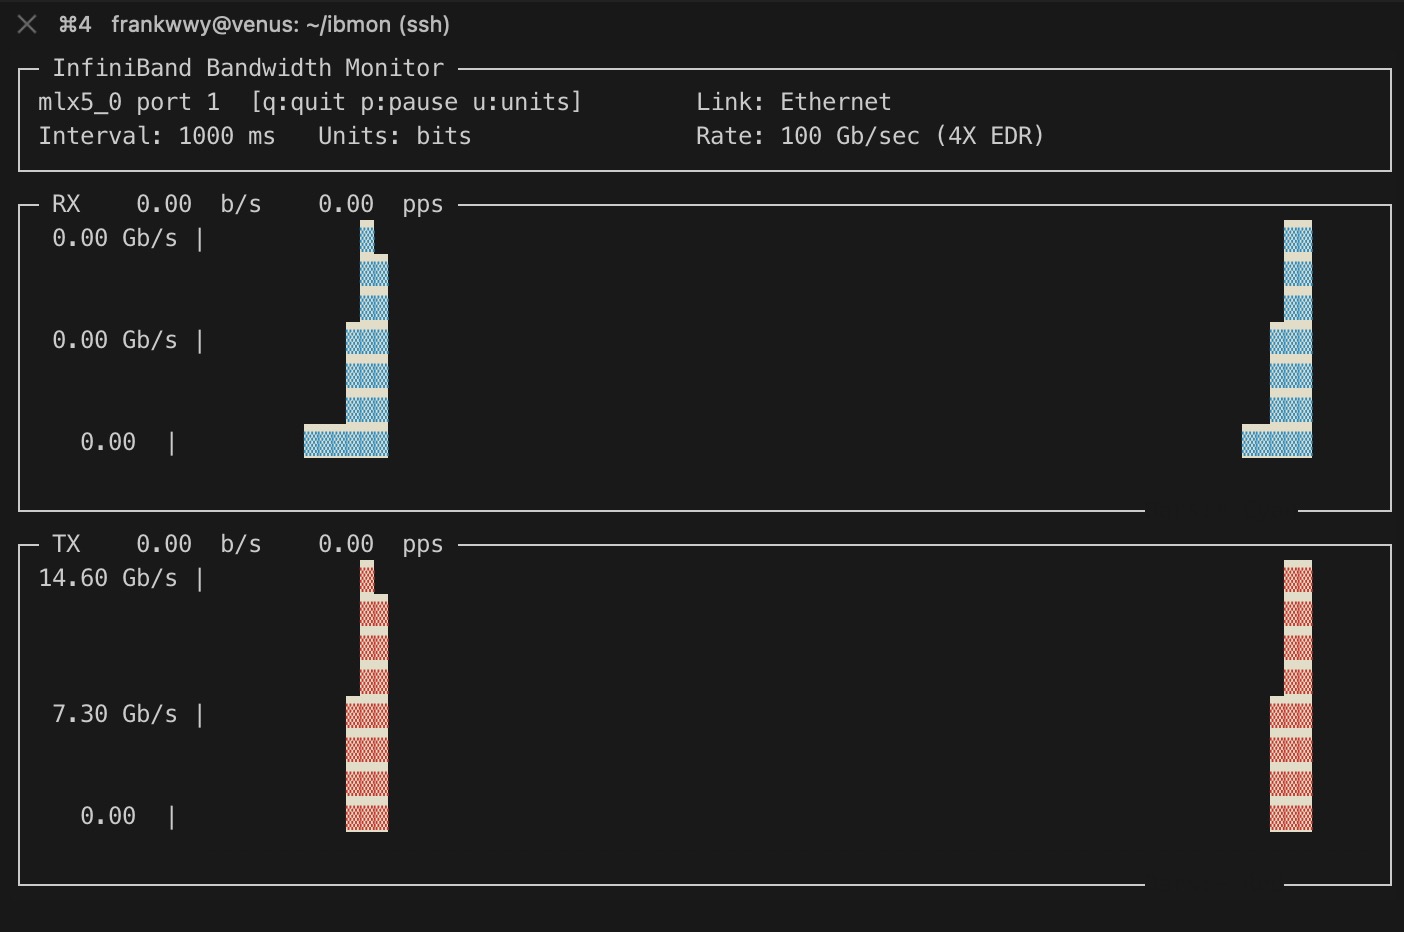 ⌘4 frankwwy@venus: ~/ibmon (ssh)
InfiniBand Bandwidth Monitor
mlx5_0 port 1 [q:quit p:pause u:units] Link: Ethernet
Interval: 1000 ms Units: bits Rate: 100 Gb/sec (4X EDR)
RX 0.00 b/s 0.00 pps
0.00 Gb/s |
0.00 Gb/s |
0.00 |
TX 0.00 b/s 0.00 pps
14.60 Gb/s |
7.30 Gb/s |
0.00 |